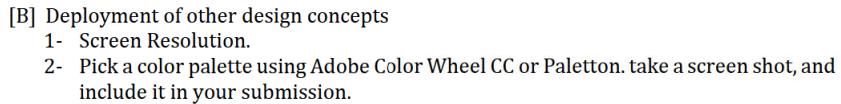 [B] Deployment of other design concepts
1- Screen Resolution.
2- Pick a color palette using Adobe Color Wheel CC or Paletton. take a screen shot, and
include it in your submission.